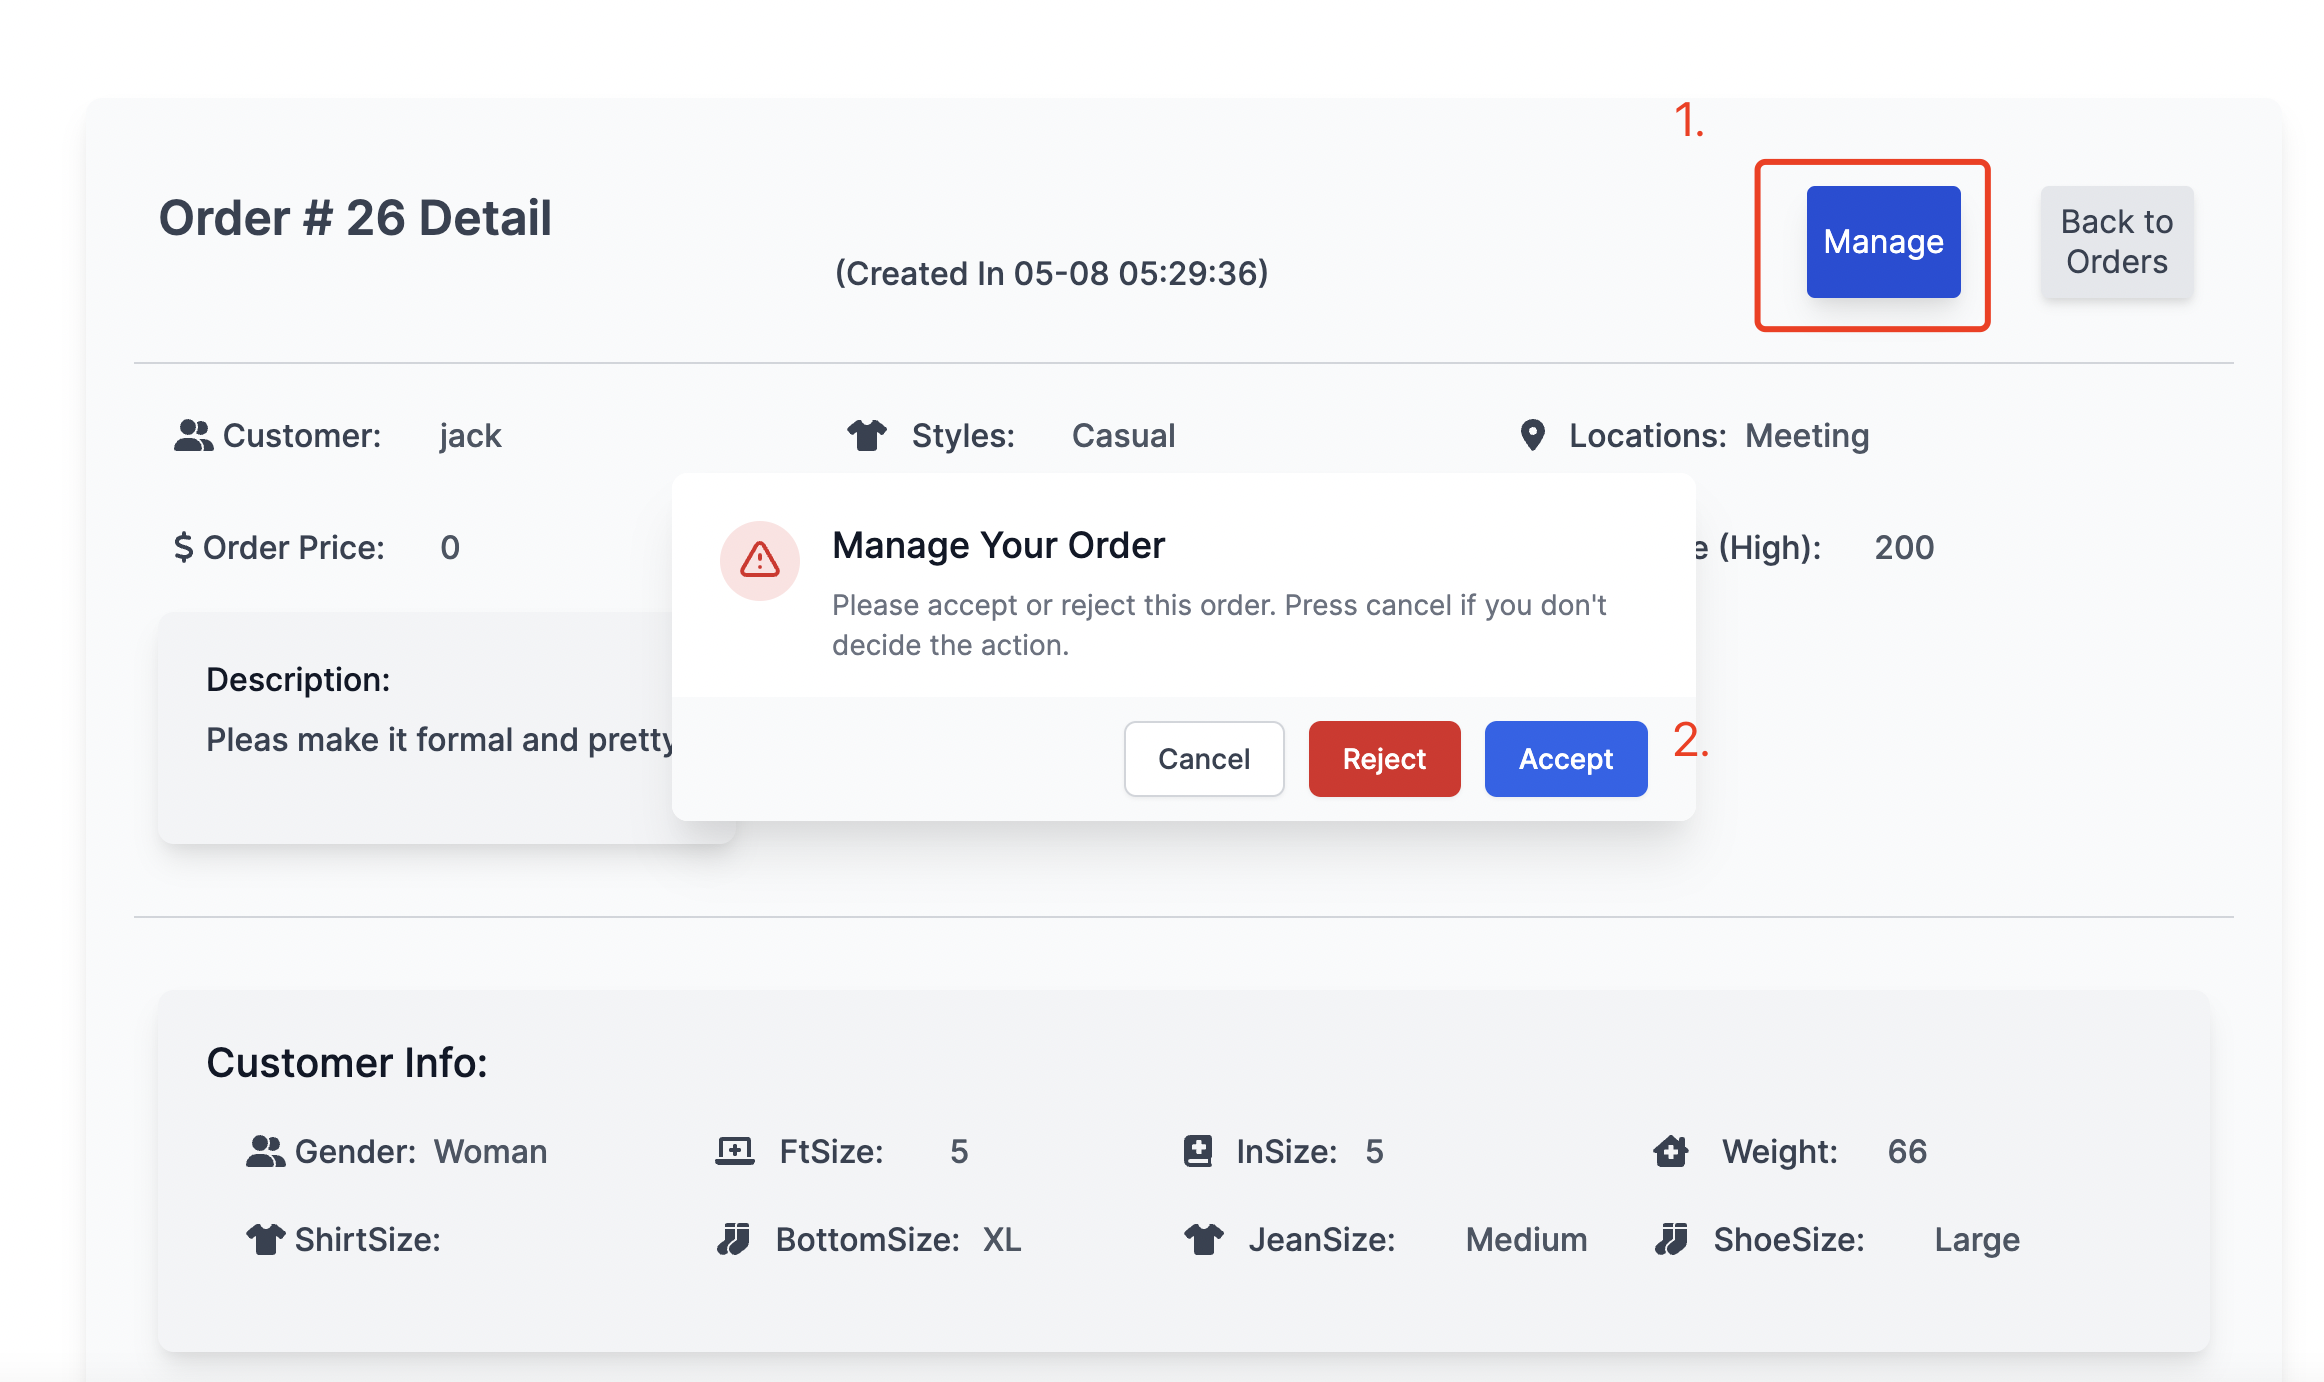 1.
Order # 26 Detail
(Created In 05-08 05:29:36)
Manage
Back to
Orders
Customer: jack
Styles: Casual
Locations: Meeting
$ Order Price: 0
e (High): 200
Manage Your Order
Please accept or reject this order. Press cancel if you don't
decide the action.
Cancel
Reject
Accept
2.
Description:
Pleas make it formal and pretty
Customer Info:
Gender: Woman
FtSize: 5
InSize: 5
Weight: 66
ShirtSize:
BottomSize: XL
JeanSize: Medium
ShoeSize: Large